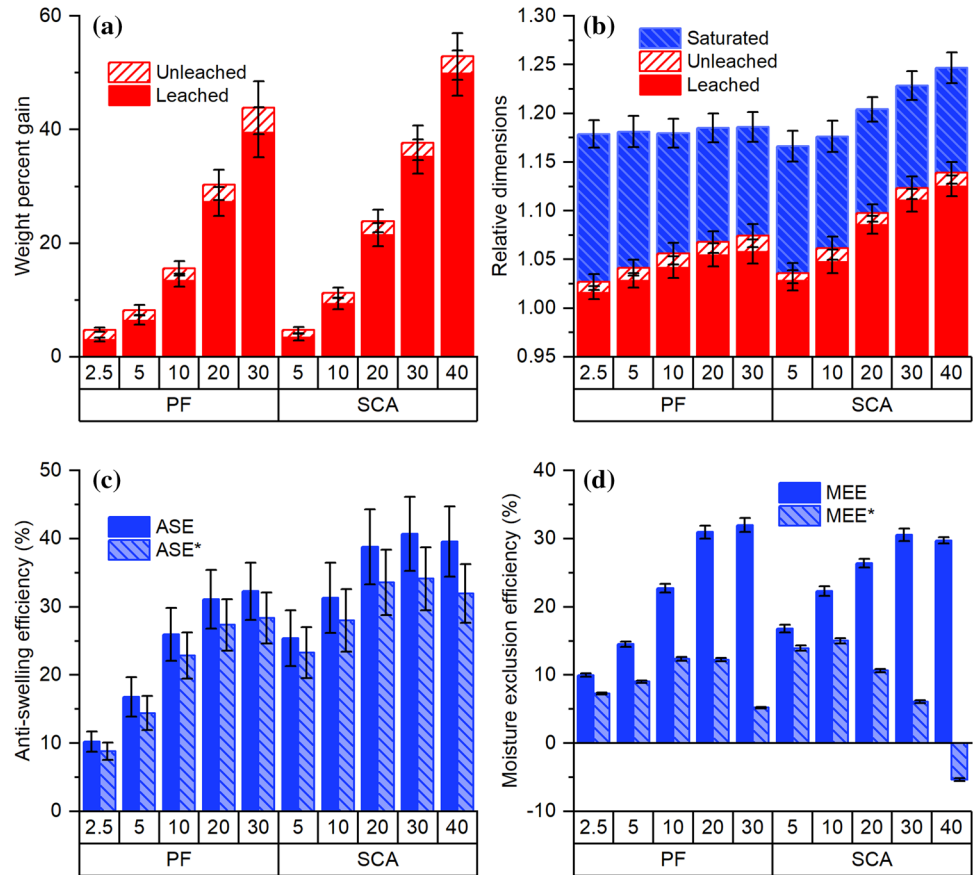 (a)
Weight percent gain
60
40
20
0
Unleached
Leached
2.5 5 10 20 30 5 10 20 30 40
PF SCA
(b)
Relative dimensions
1.30
1.25
1.20
1.15
1.10
1.05
1.00
0.95
Saturated
Unleached
Leached
2.5 5 10 20 30 5 10 20 30 40
PF SCA
(c)
Anti-swelling efficiency (%)
50
40
30
20
10
0
ASE
ASE*
2.5 5 10 20 30 5 10 20 30 40
PF SCA
(d)
Moisture exclusion efficiency (%)
40
30
20
10
0
-10
MEE
MEE*
2.5 5 10 20 30 5 10 20 30 40
PF SCA